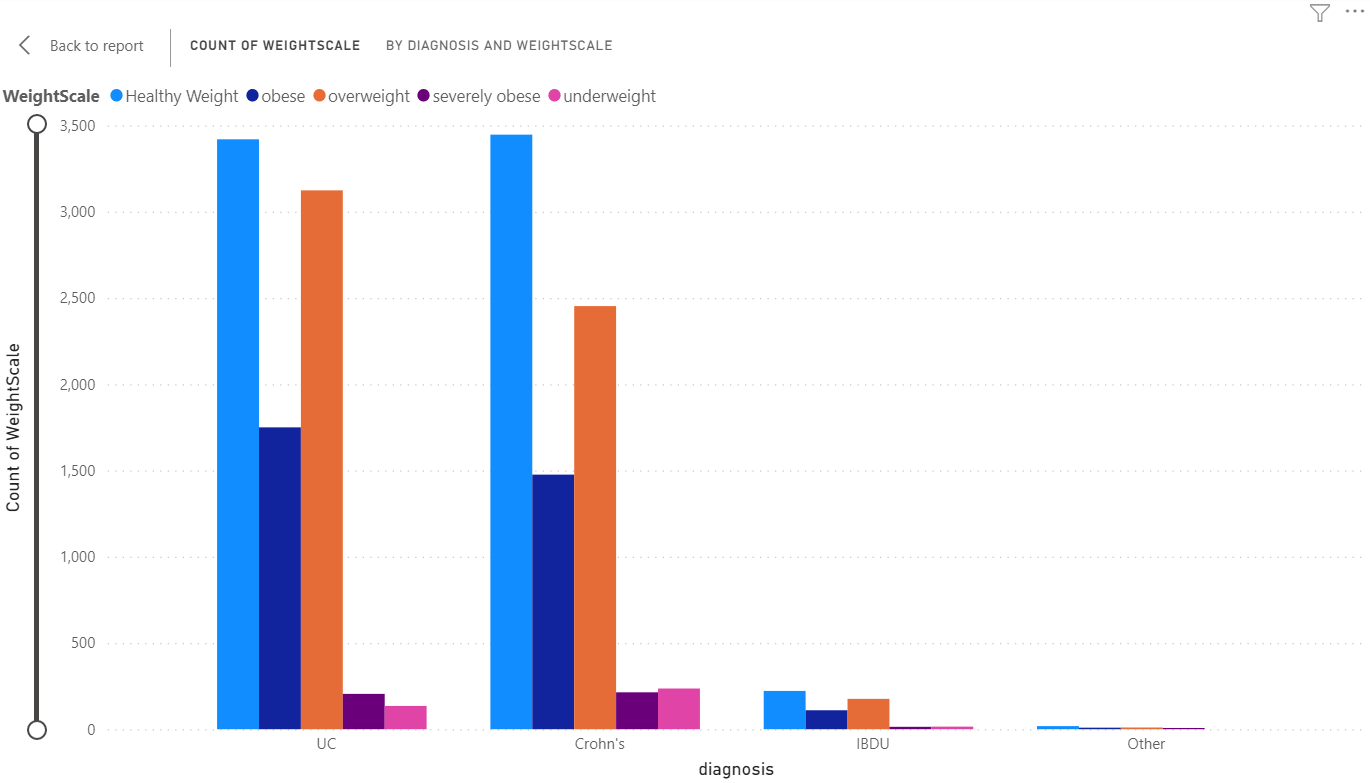 Back to report
COUNT OF WEIGHTSCALE BY DIAGNOSIS AND WEIGHTSCALE
WeightScale Healthy Weight obese overweight severely obese underweight
3,500
3,000
2,500
2,000
1,500
1,000
500
0
Count of WeightScale
UC Crohn's IBDU Other
diagnosis